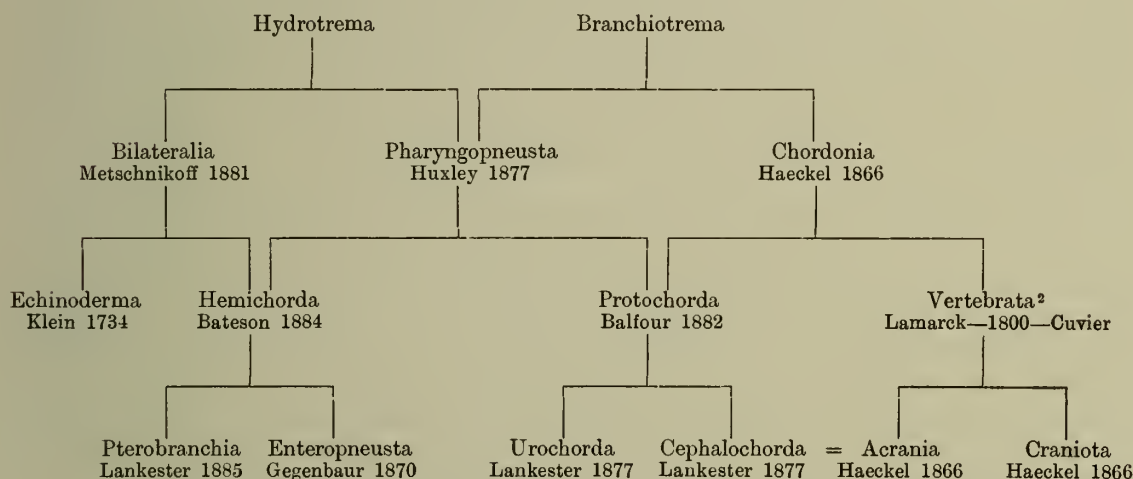 Hydrotrema Branchiotrema
Bilateralia Pharyngopneusta Chordonia
Metschnikoff 1881 Huxley 1877 Haeckel 1866
Echinoderma Hemichorda Protochorda Vertebrata²
Klein 1734 Bateson 1884 Balfour 1882 Lamarck—1800—Cuvier
Pterobranchia Enteropneusta Urochorda Cephalochorda = Acrania Craniota
Lankester 1885 Gegenbaur 1870 Lankester 1877 Lankester 1877 Haeckel 1866 Haeckel 1866